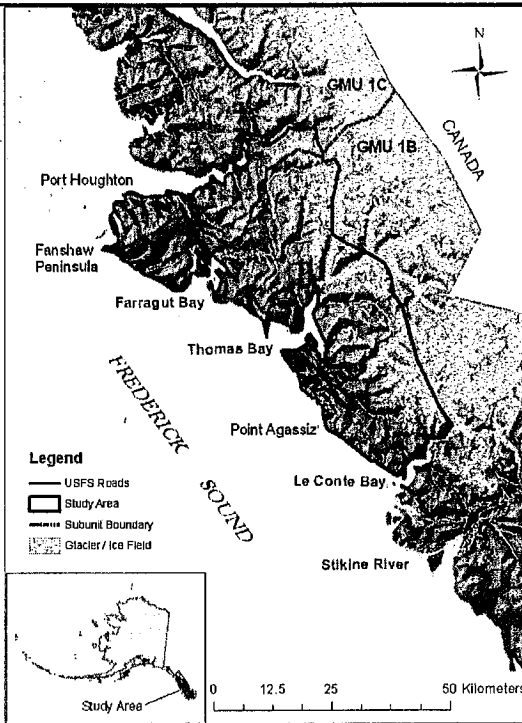 N
GMU 1C
GMU 1B
CANADA
Port Houghton
Fanshaw
Peninsula
Farragut Bay
Thomas Bay
FREDERICK SOUND
Point Agassiz
Le Conte Bay
Stikine River
Legend
USFS Roads
Study Area
Subunit Boundary
Glacier / Ice Field
Study Area
0 12.5 25 50 Kilometers